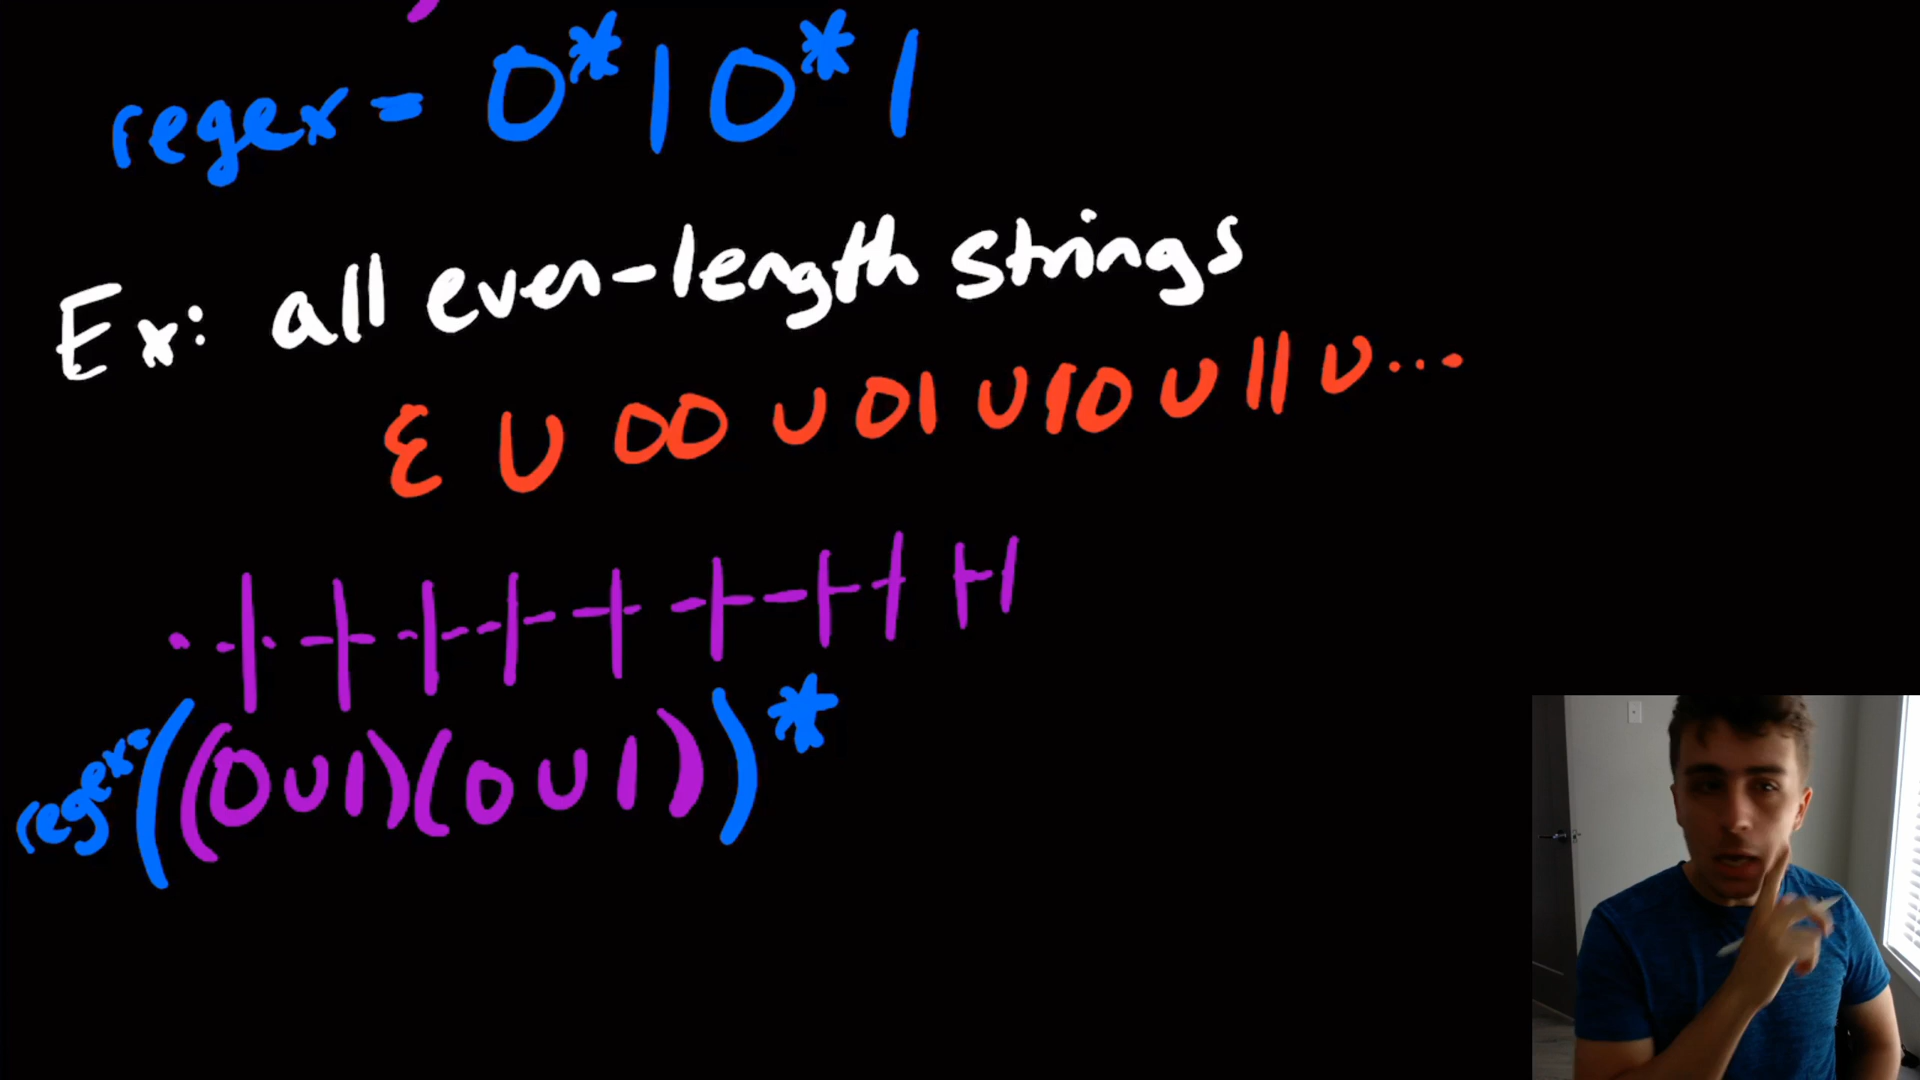 regex = 0*10*1
Ex: all even-length strings
ε ∪ 00 ∪ 01 ∪ 10 ∪ 11 ∪ ...
regex= ((0∪1)(0∪1))*